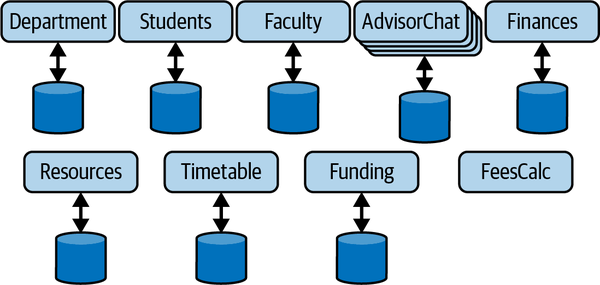 Department
Students
Faculty
AdvisorChat
Finances
Resources
Timetable
Funding
FeesCalc